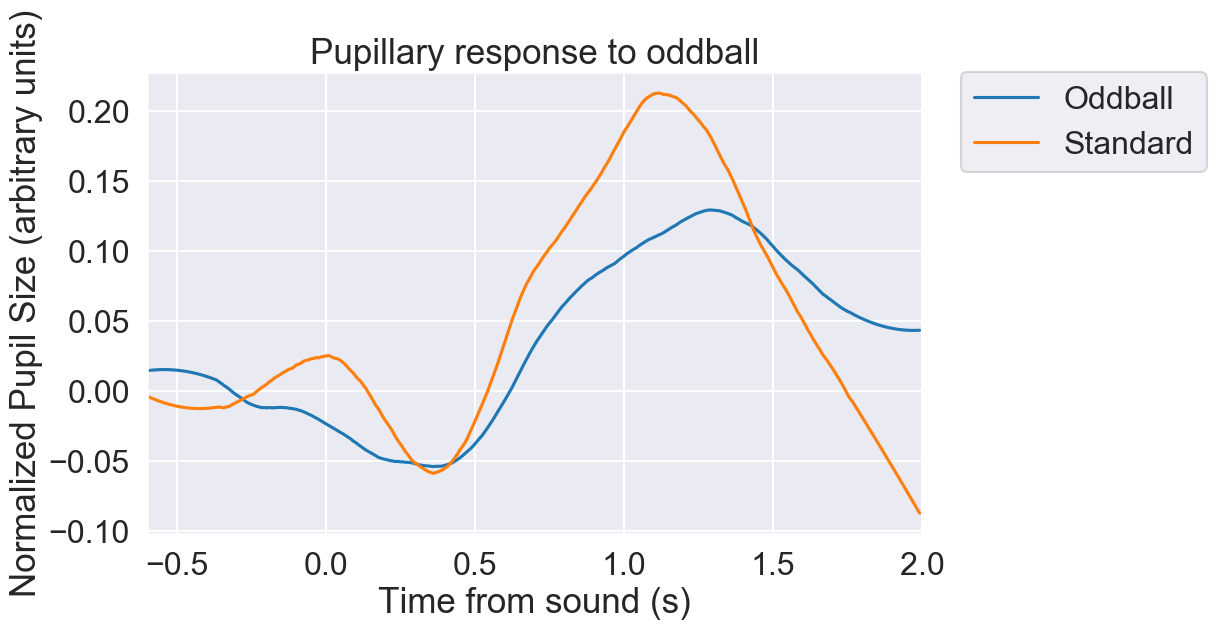 Pupillary response to oddball
Normalized Pupil Size (arbitrary units)
0.20
0.15
0.10
0.05
0.00
−0.05
−0.10
−0.5 0.0 0.5 1.0 1.5 2.0
Time from sound (s)
Oddball
Standard